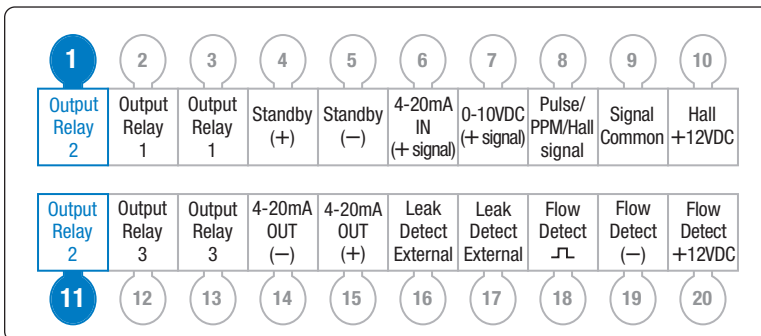 1 2 3 4 5 6 7 8 9 10
Output Relay 2
Output Relay 1
Output Relay 1
Standby (+)
Standby (−)
4-20mA IN (+ signal)
0-10VDC (+ signal)
Pulse/ PPM/Hall signal
Signal Common
Hall +12VDC
Output Relay 2
Output Relay 3
Output Relay 3
4-20mA OUT (−)
4-20mA OUT (+)
Leak Detect External
Leak Detect External
Flow Detect
Flow Detect (−)
Flow Detect +12VDC
11 12 13 14 15 16 17 18 19 20